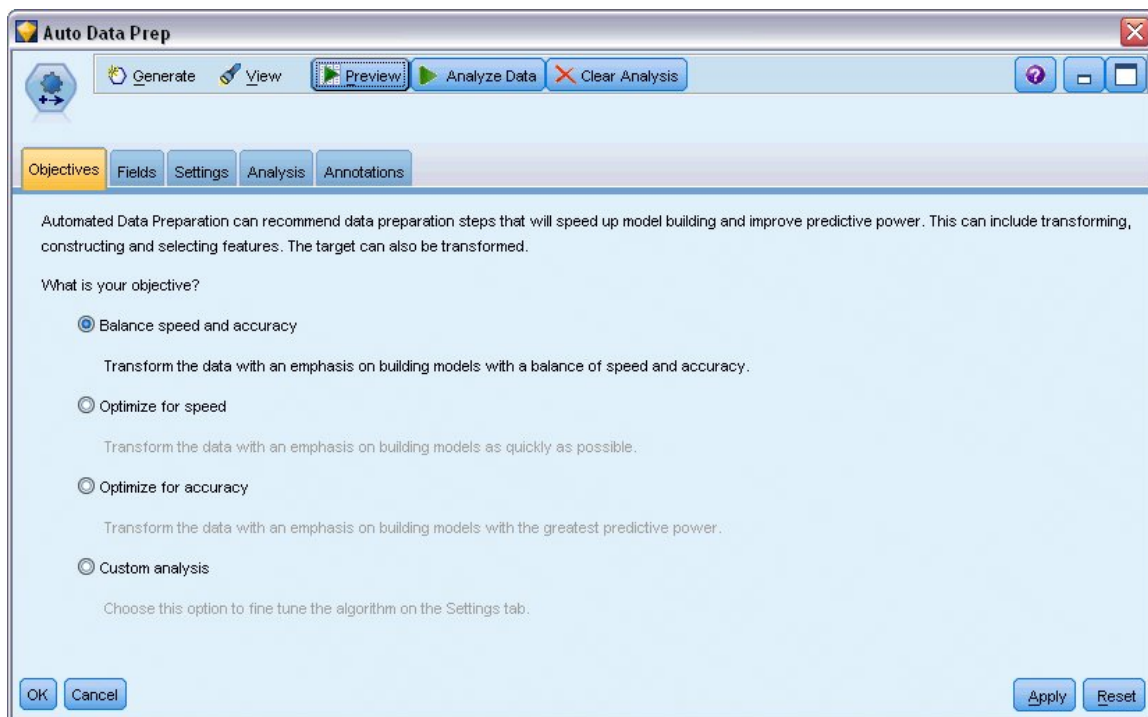 Auto Data Prep
Generate View Preview Analyze Data Clear Analysis
Objectives Fields Settings Analysis Annotations
Automated Data Preparation can recommend data preparation steps that will speed up model building and improve predictive power. This can include transforming,
constructing and selecting features. The target can also be transformed.
What is your objective?
Balance speed and accuracy
Transform the data with an emphasis on building models with a balance of speed and accuracy.
Optimize for speed
Transform the data with an emphasis on building models as quickly as possible.
Optimize for accuracy
Transform the data with an emphasis on building models with the greatest predictive power.
Custom analysis
Choose this option to fine tune the algorithm on the Settings tab.
OK Cancel Apply Reset